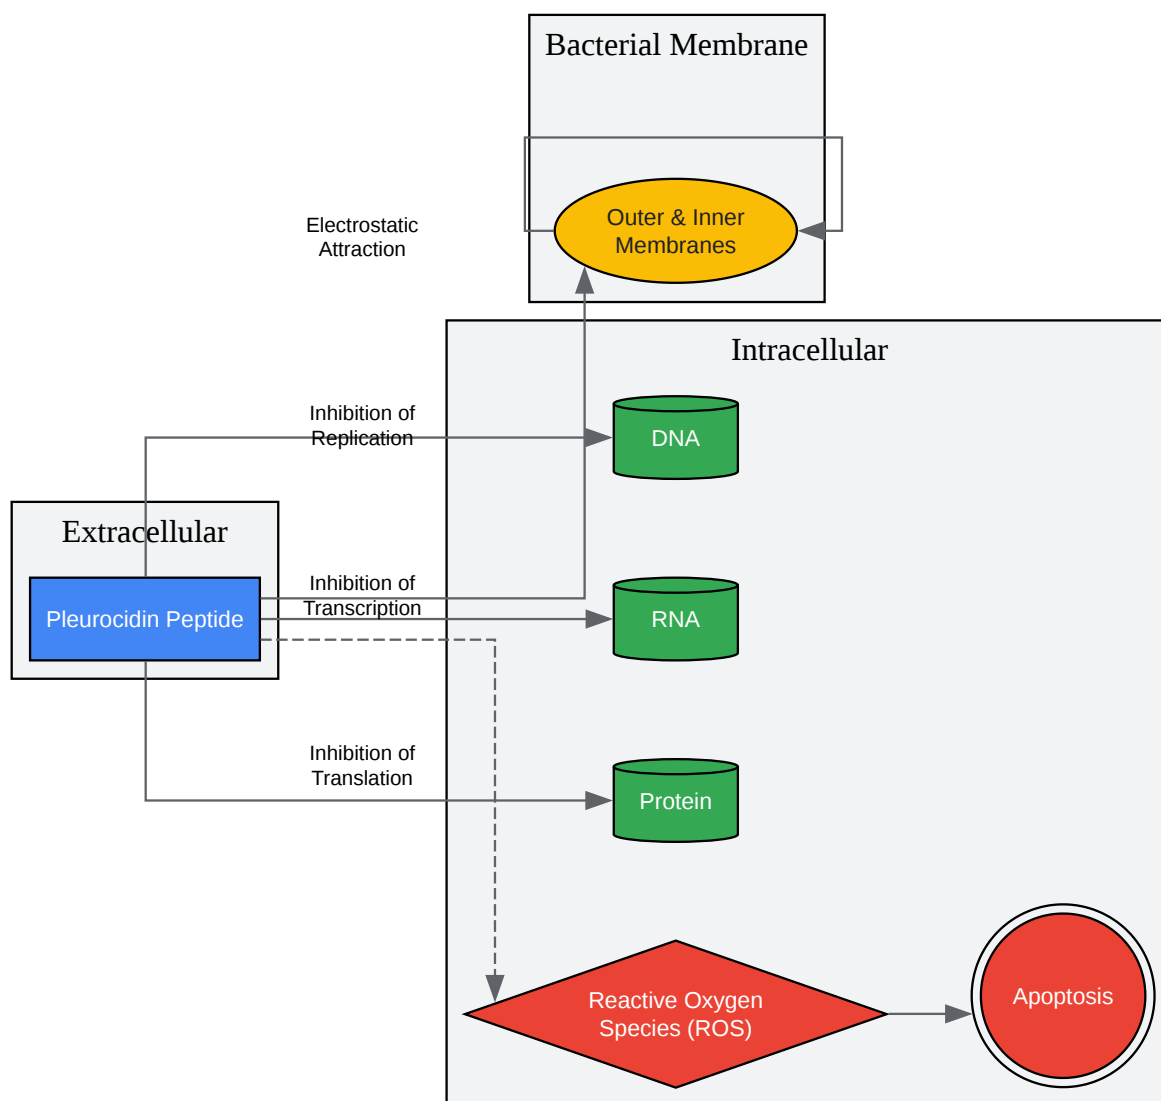 Bacterial Membrane
Outer & Inner
Membranes
Electrostatic
Attraction
Intracellular
Inhibition of
Replication
DNA
Extracellular
Pleurocidin Peptide
Inhibition of
Transcription
RNA
Inhibition of
Translation
Protein
Reactive Oxygen
Species (ROS)
Apoptosis